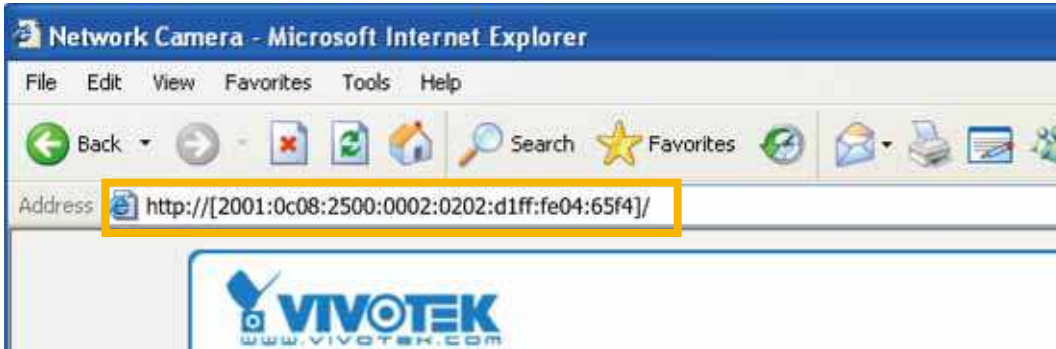 Network Camera - Microsoft Internet Explorer
File Edit View Favorites Tools Help
Back Search Favorites
Address http://[2001:0c08:2500:0002:0202:d1ff:fe04:65f4]/
VIVOTEK
www.vivotek.com